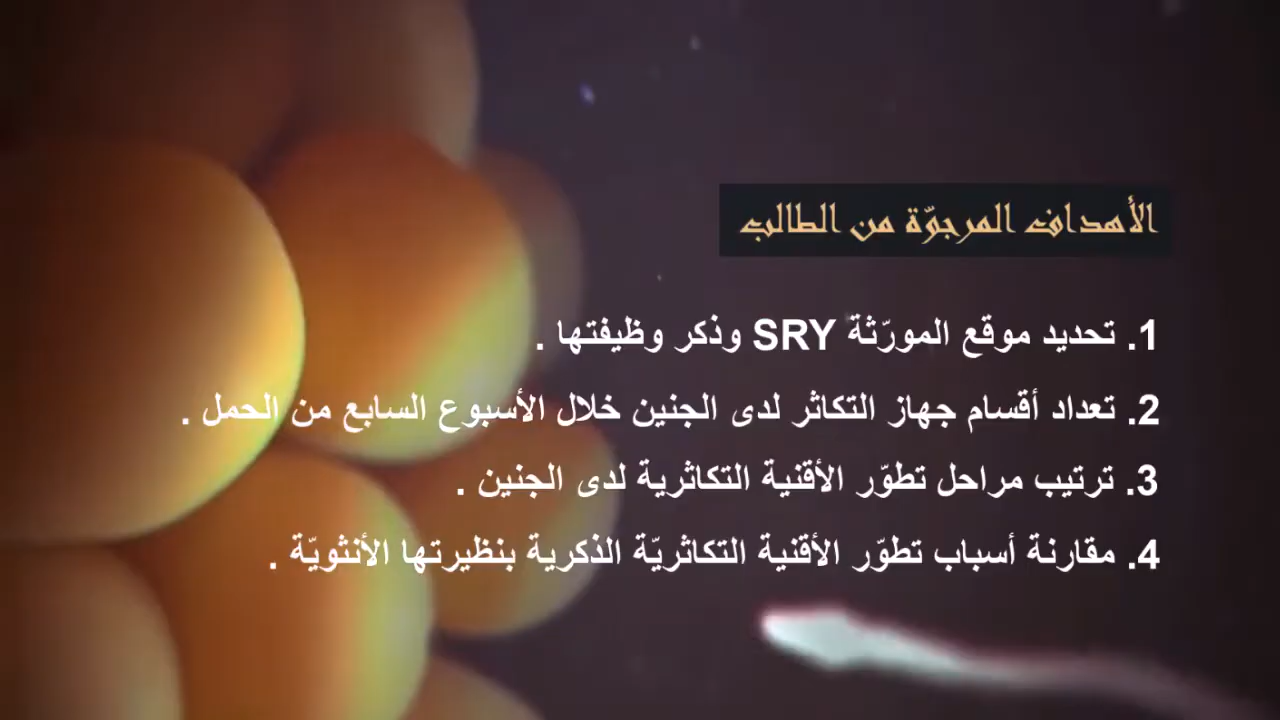 الأهداف المرجوّة من الطالب
1. تحديد موقع المورّثة SRY وذكر وظيفتها .
2. تعداد أقسام جهاز التكاثر لدى الجنين خلال الأسبوع السابع من الحمل .
3. ترتيب مراحل تطوّر الأقنية التكاثرية لدى الجنين .
4. مقارنة أسباب تطوّر الأقنية التكاثريّة الذكرية بنظيرتها الأنثويّة .